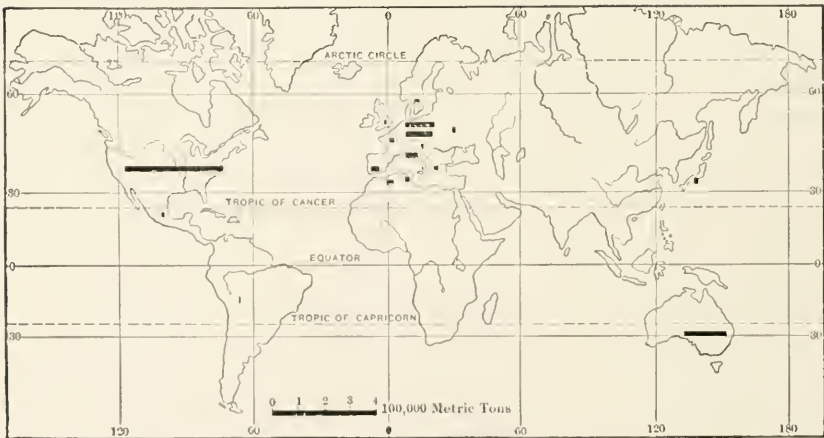 120 60 0 60 120 180
ARCTIC CIRCLE
60 60
30 30
TROPIC OF CANCER
0 EQUATOR 0
TROPIC OF CAPRICORN
30 30
0 1 2 3 4 100,000 Metric Tons
120 60 0 60 120 180